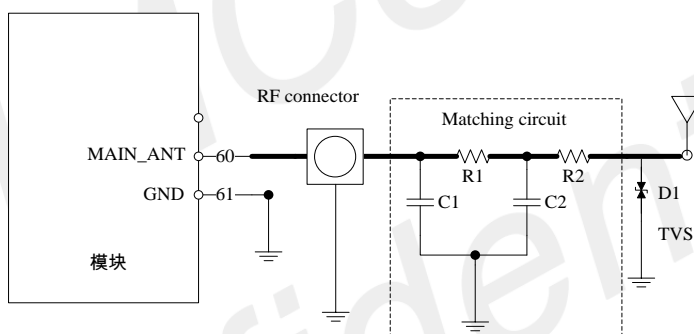 RF connector
Matching circuit
MAIN_ANT 60
R1 R2
GND 61
C1 C2 D1
TVS
模块